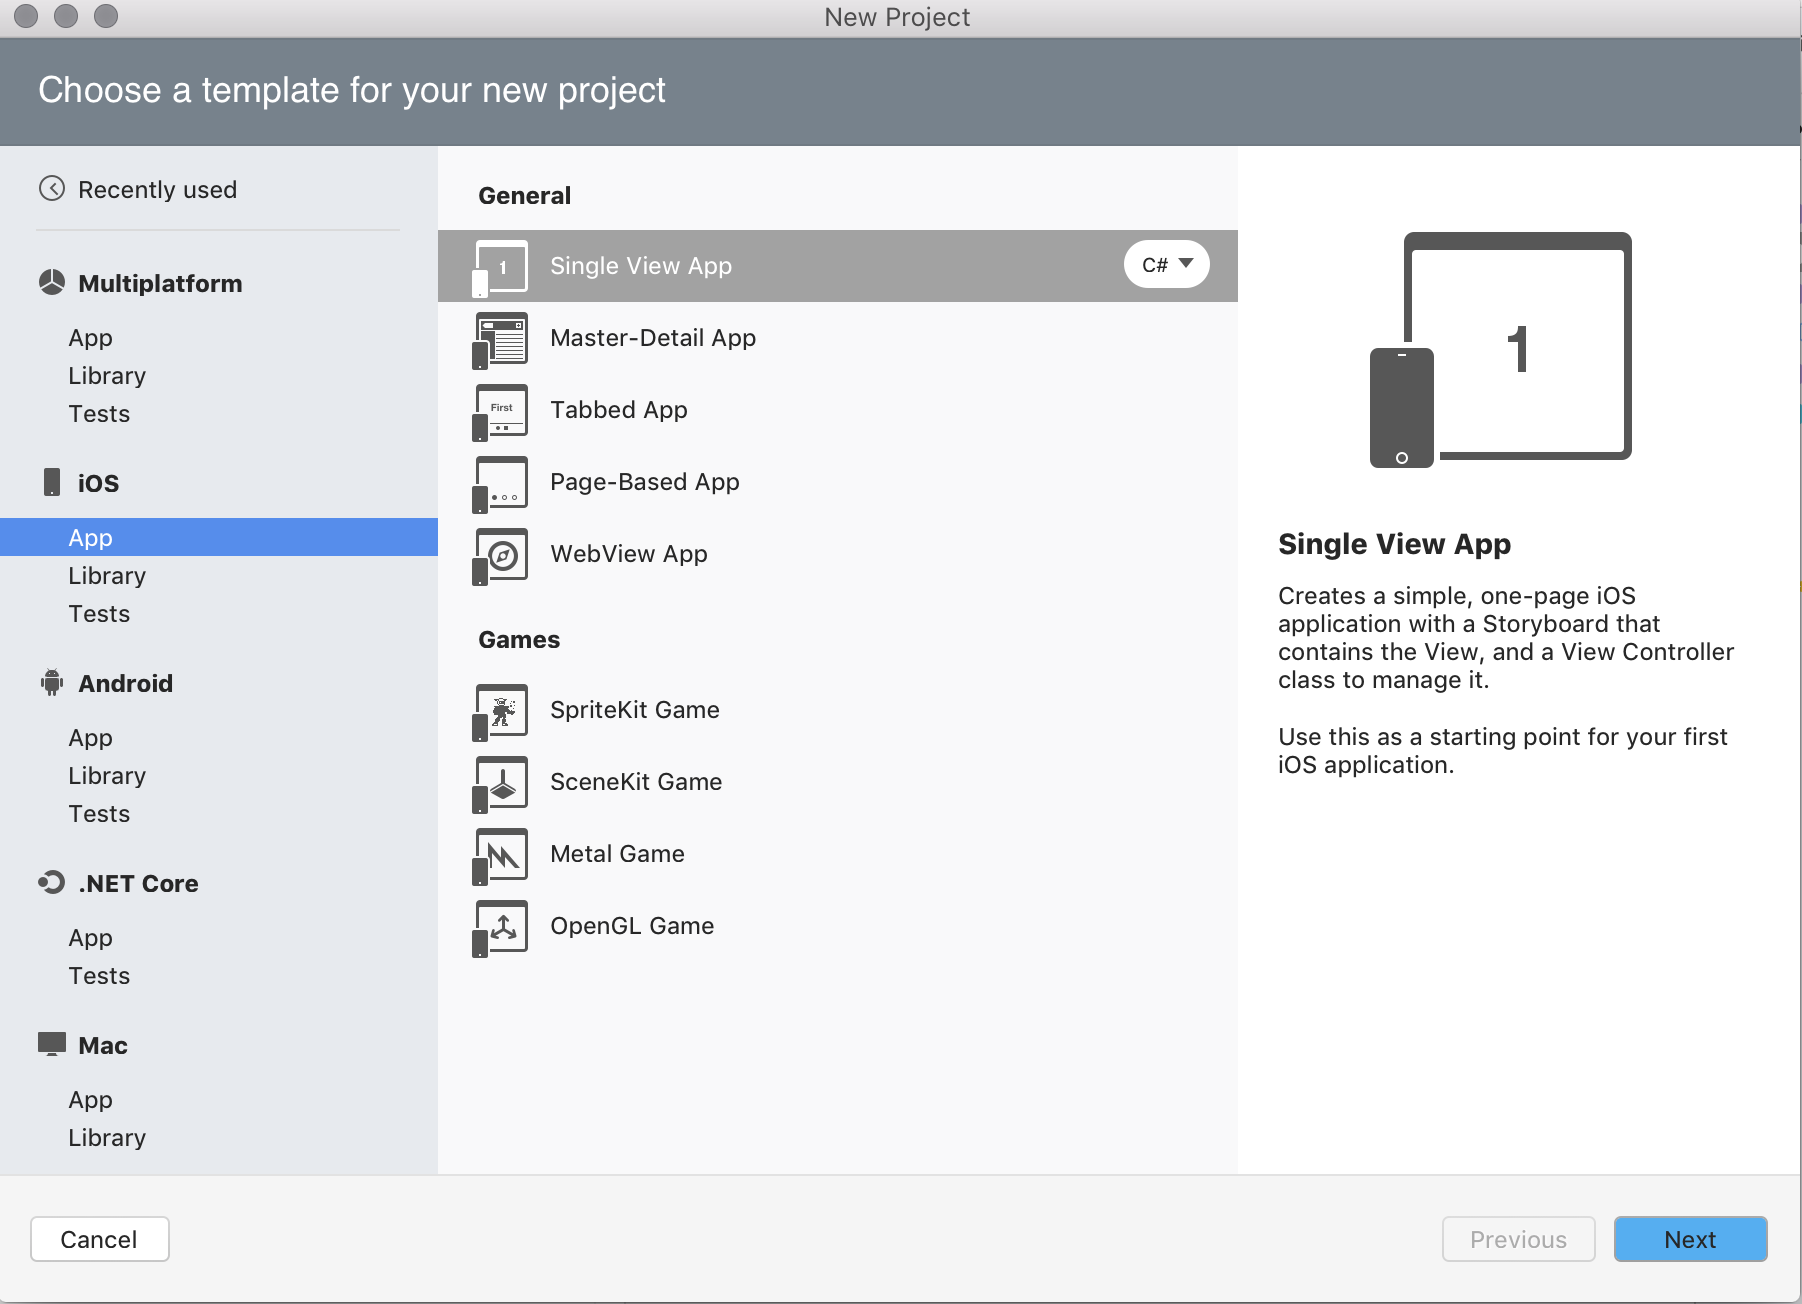 New Project
Choose a template for your new project
Recently used
Multiplatform
App
Library
Tests
iOS
App
Library
Tests
Android
App
Library
Tests
.NET Core
App
Tests
Mac
App
Library
General
1
Single View App
C#
Master-Detail App
First
Tabbed App
Page-Based App
WebView App
Games
SpriteKit Game
SceneKit Game
Metal Game
OpenGL Game
1
Single View App
Creates a simple, one-page iOS
application with a Storyboard that
contains the View, and a View Controller
class to manage it.
Use this as a starting point for your first
iOS application.
Cancel
Previous
Next